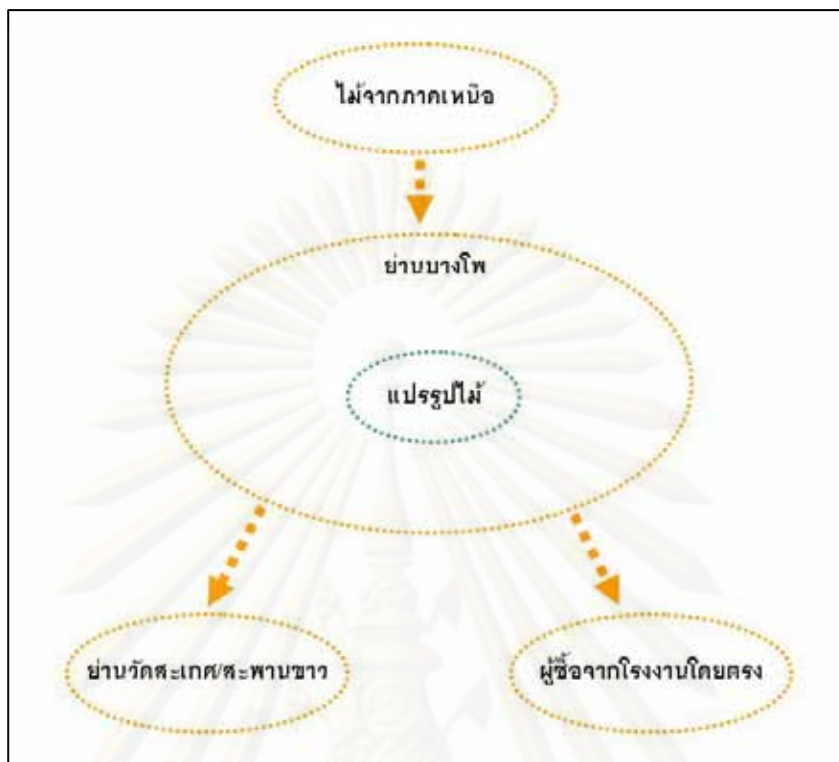 ไม้จากภาคเหนือ
ย่านบางโพ
แปรรูปไม้
ย่านวัดสะเกศ/สะพานขาว
ผู้ซื้อจากโรงงานโดยตรง